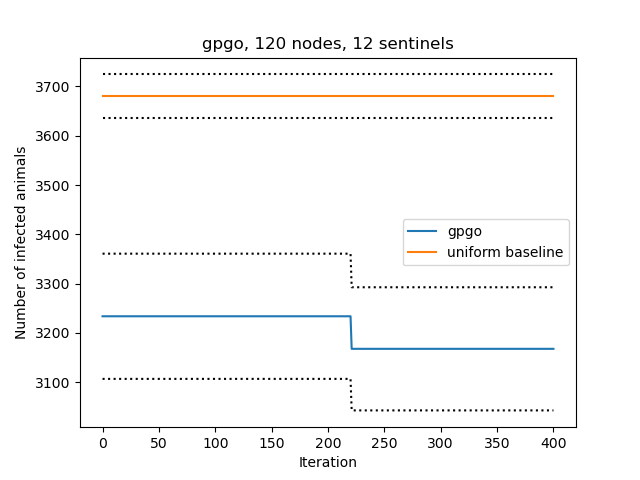 gpgo, 120 nodes, 12 sentinels
Number of infected animals
3700
3600
3500
3400
3300
3200
3100
gpgo
uniform baseline
0 50 100 150 200 250 300 350 400
Iteration